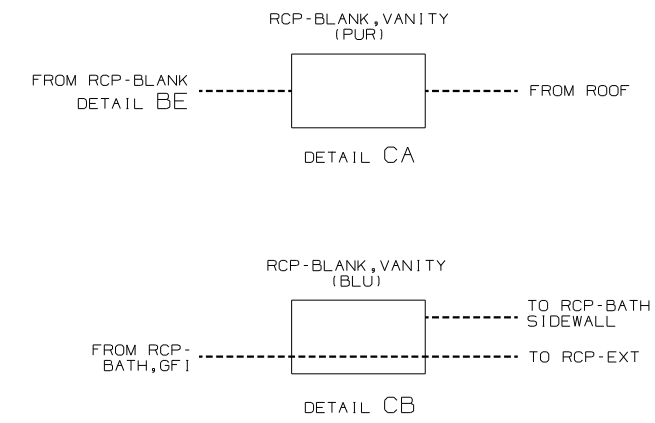 RCP-BLANK,VANITY
(PUR)
FROM RCP-BLANK
DETAIL BE
FROM ROOF
DETAIL CA
RCP-BLANK,VANITY
(BLU)
TO RCP-BATH
SIDEWALL
FROM RCP-
BATH,GFI
TO RCP-EXT
DETAIL CB